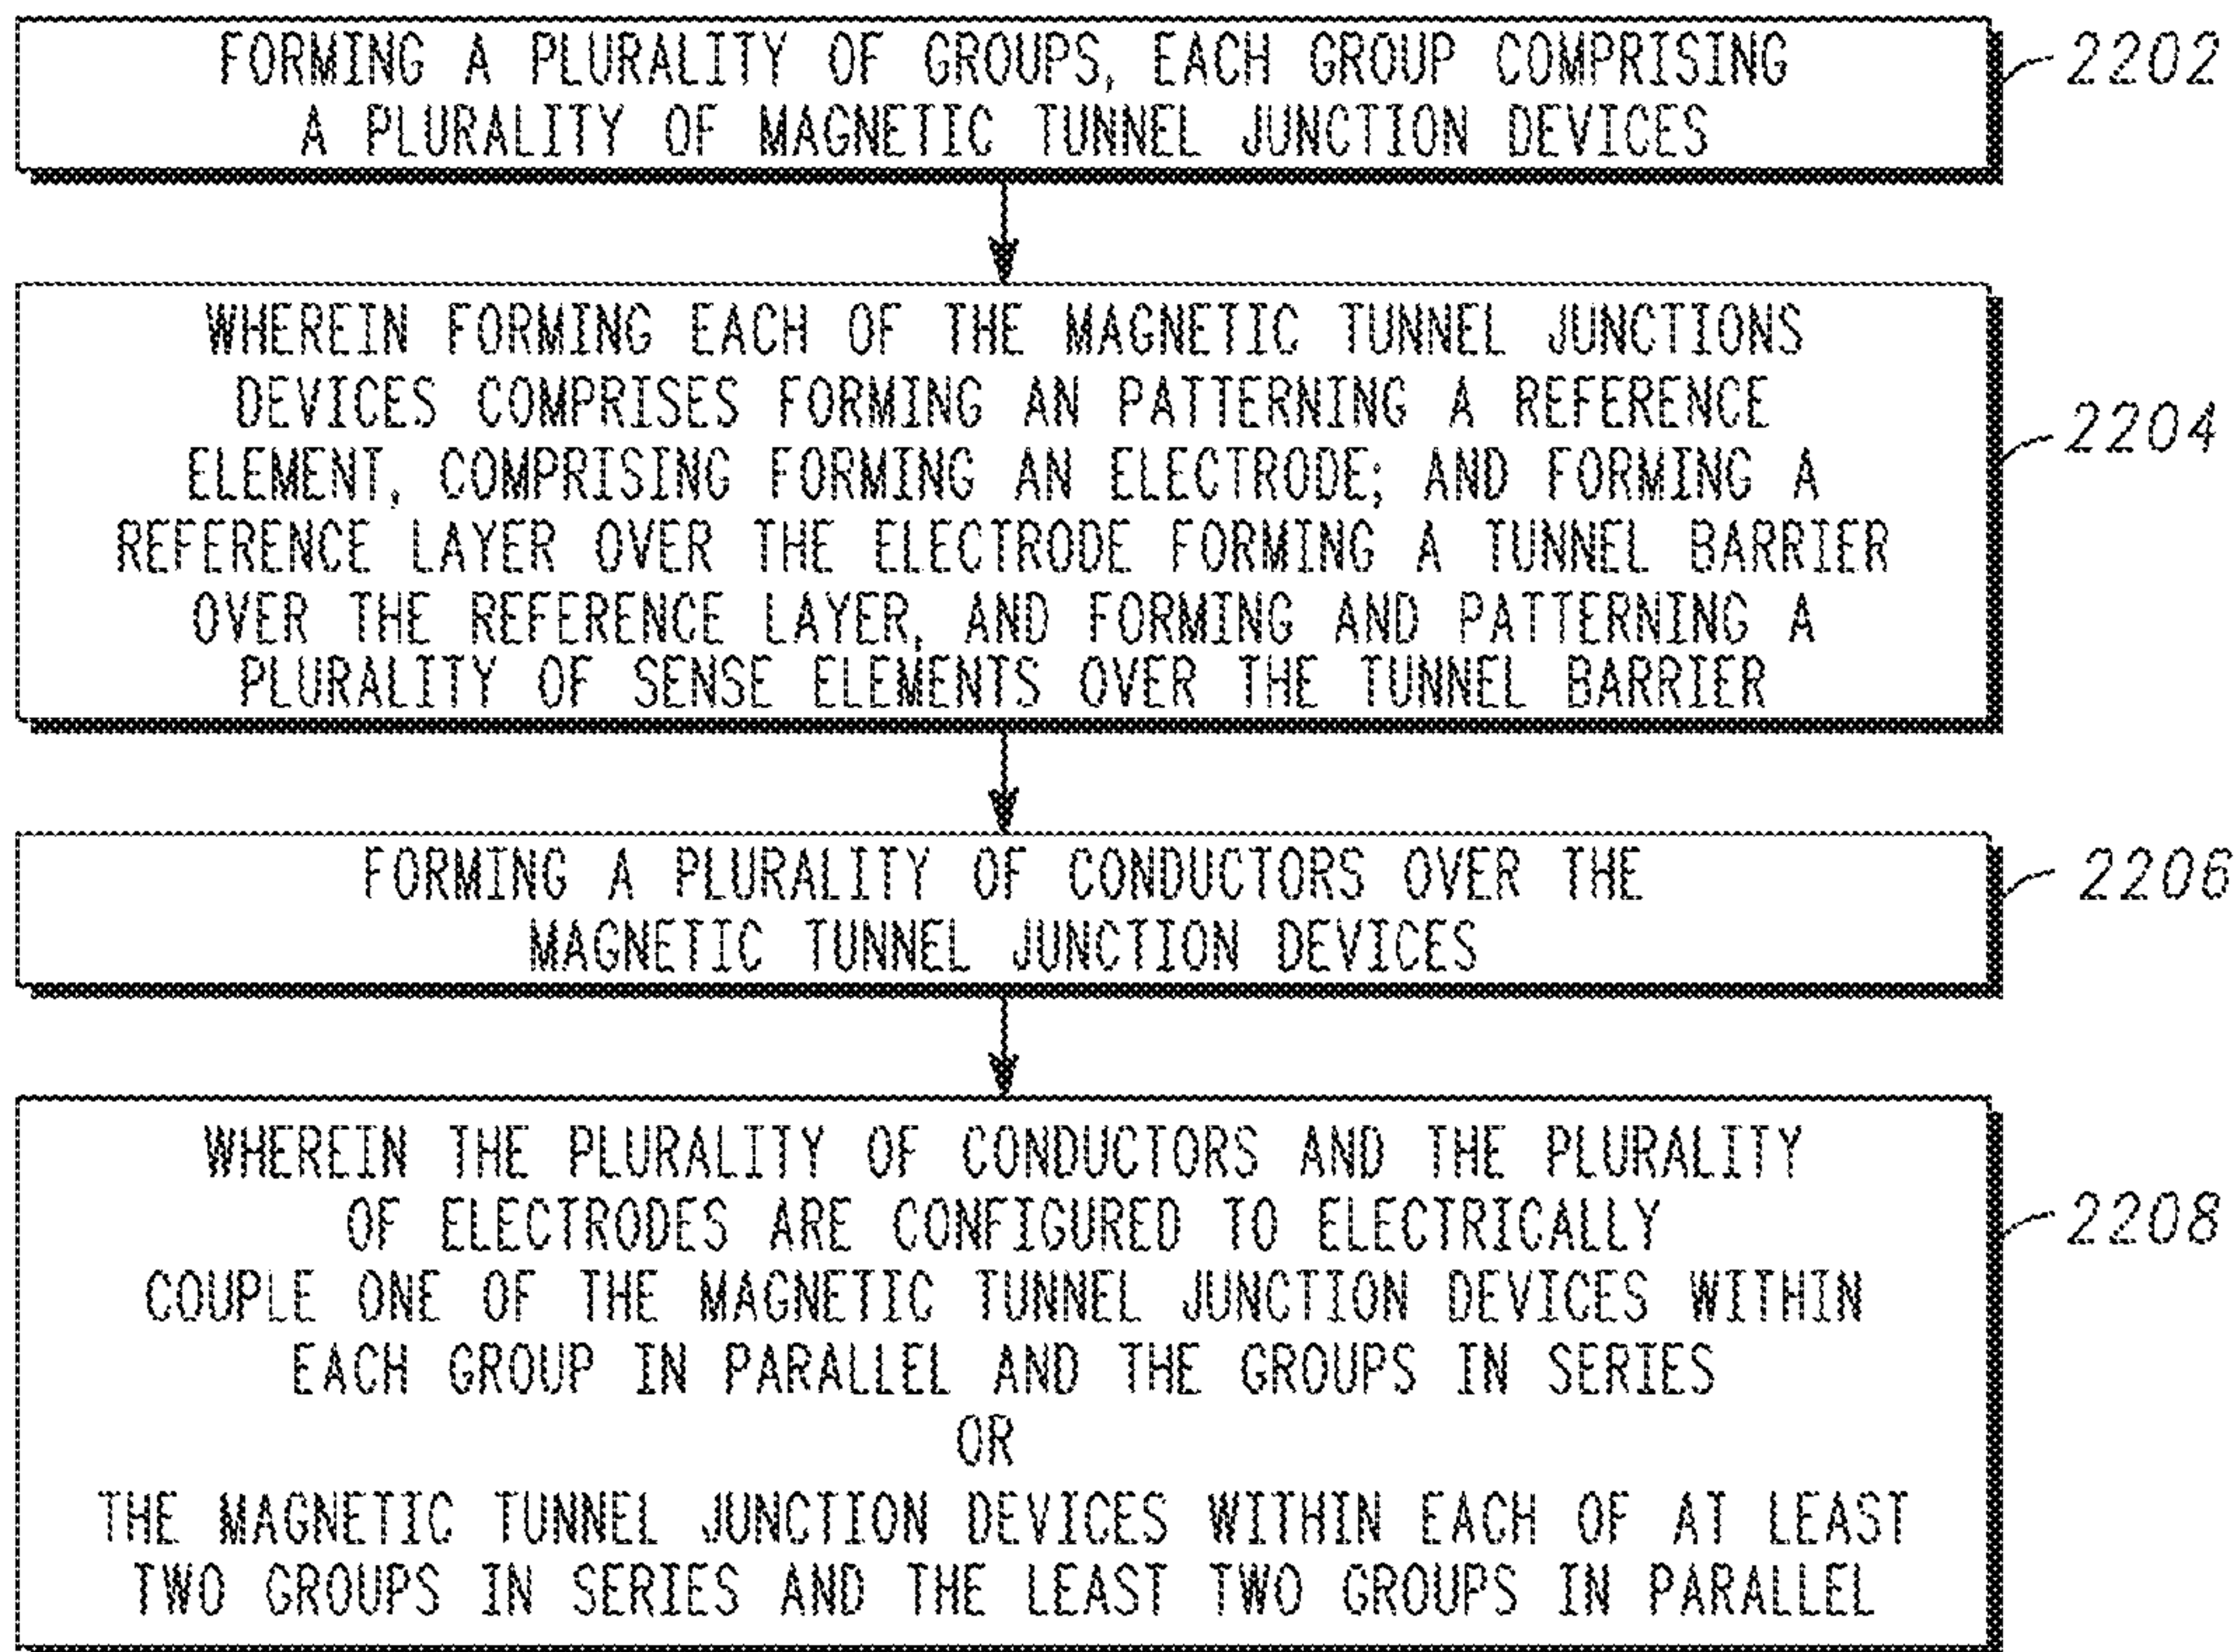 FORMING A PLURALITY OF GROUPS, EACH GROUP COMPRISING
A PLURALITY OF MAGNETIC TUNNEL JUNCTION DEVICES
2202
WHEREIN FORMING EACH OF THE MAGNETIC TUNNEL JUNCTIONS
DEVICES COMPRISES FORMING AN PATTERNING A REFERENCE
ELEMENT, COMPRISING FORMING AN ELECTRODE; AND FORMING A
REFERENCE LAYER OVER THE ELECTRODE FORMING A TUNNEL BARRIER
OVER THE REFERENCE LAYER, AND FORMING AND PATTERNING A
PLURALITY OF SENSE ELEMENTS OVER THE TUNNEL BARRIER
2204
FORMING A PLURALITY OF CONDUCTORS OVER THE
MAGNETIC TUNNEL JUNCTION DEVICES
2206
WHEREIN THE PLURALITY OF CONDUCTORS AND THE PLURALITY
OF ELECTRODES ARE CONFIGURED TO ELECTRICALLY
COUPLE ONE OF THE MAGNETIC TUNNEL JUNCTION DEVICES WITHIN
EACH GROUP IN PARALLEL AND THE GROUPS IN SERIES
OR
THE MAGNETIC TUNNEL JUNCTION DEVICES WITHIN EACH OF AT LEAST
TWO GROUPS IN SERIES AND THE LEAST TWO GROUPS IN PARALLEL
2208